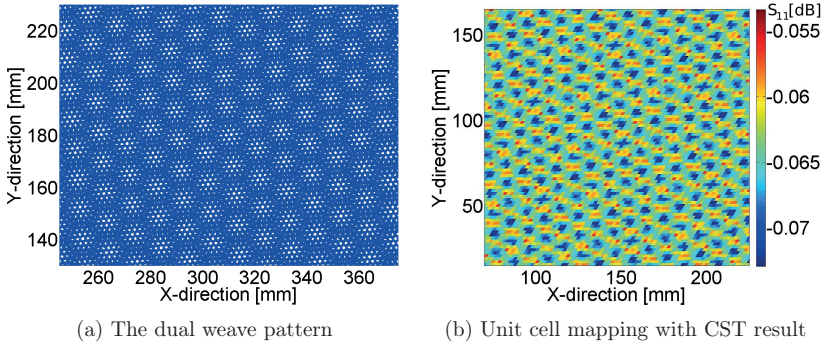 220
200
180
160
140
Y-direction [mm]
260 280 300 320 340 360
X-direction [mm]
(a) The dual weave pattern
150
100
50
Y-direction [mm]
100 150 200
X-direction [mm]
S11[dB]
-0.055
-0.06
-0.065
-0.07
(b) Unit cell mapping with CST result